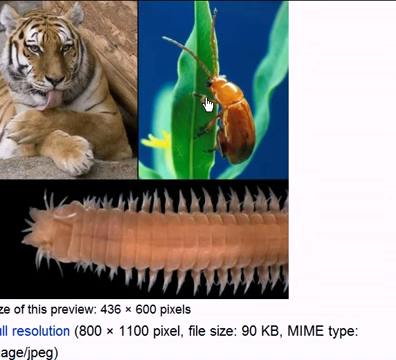 ze of this preview: 436 × 600 pixels
ull resolution (800 × 1100 pixel, file size: 90 KB, MIME type:
age/jpeg)